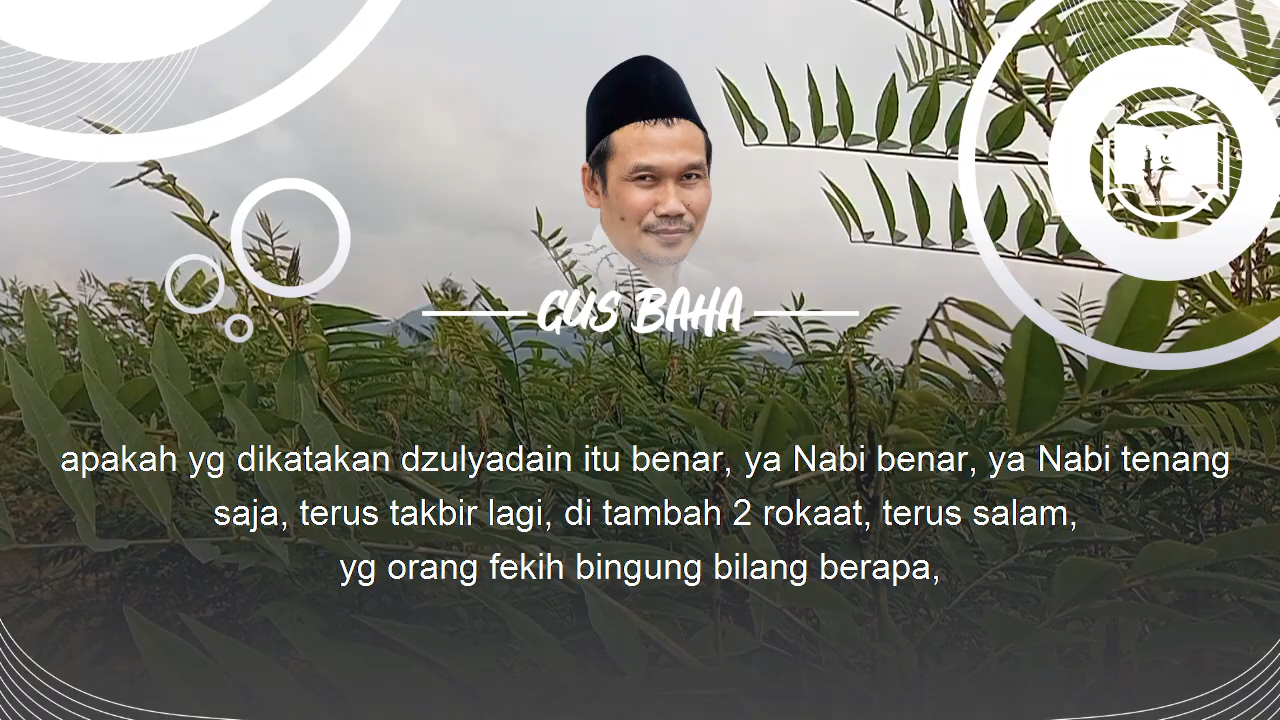 GUS BAHA
apakah yg dikatakan dzulyadain itu benar, ya Nabi benar, ya Nabi tenang
saja, terus takbir lagi, di tambah 2 rokaat, terus salam,
yg orang fekih bingung bilang berapa,